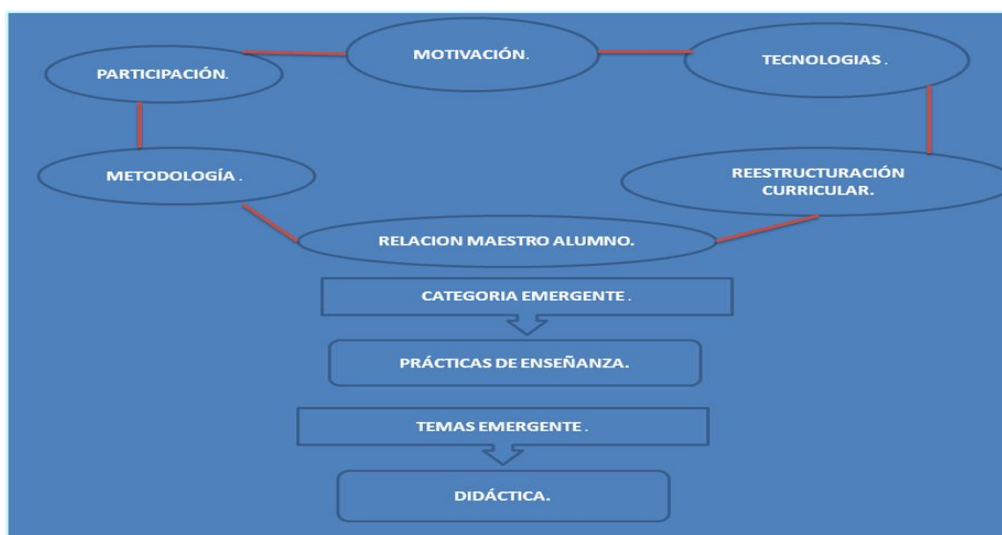 MOTIVACIÓN.
TECNOLOGIAS .
PARTICIPACIÓN.
METODOLOGÍA .
REESTRUCTURACIÓN
CURRICULAR.
RELACION MAESTRO ALUMNO.
CATEGORIA EMERGENTE .
PRÁCTICAS DE ENSEÑANZA.
TEMAS EMERGENTE .
DIDÁCTICA.